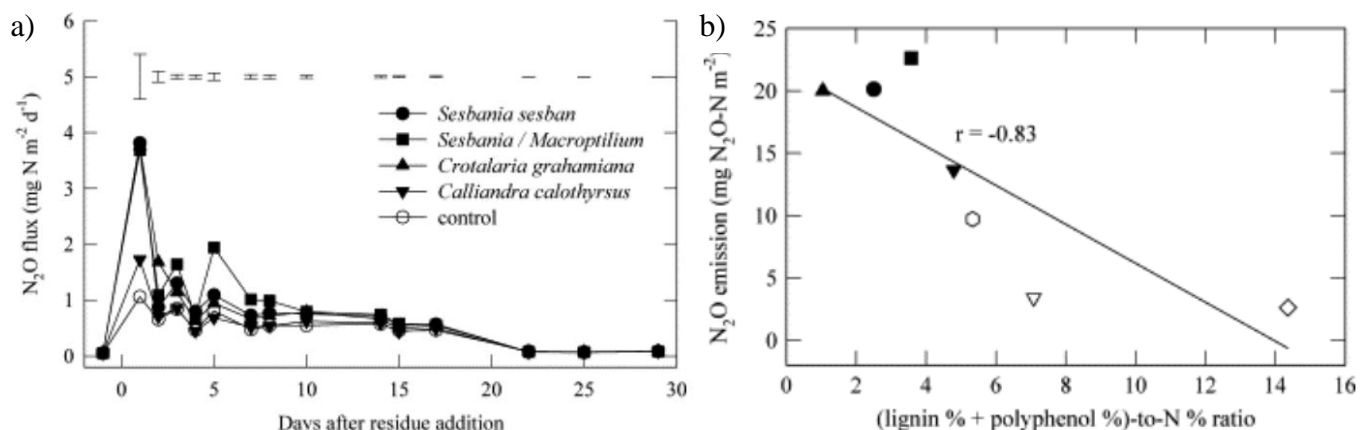 a)
N₂O flux (mg N m⁻² d⁻¹)
6
5
4
3
2
1
0
Sesbania sesban
Sesbania / Macroptilium
Crotalaria grahamiana
Calliandra calothyrsus
control
0 5 10 15 20 25 30
Days after residue addition
b)
N₂O emission (mg N₂O-N m⁻²)
25
20
15
10
5
0
r = -0.83
0 2 4 6 8 10 12 14 16
(lignin % + polyphenol %)-to-N % ratio